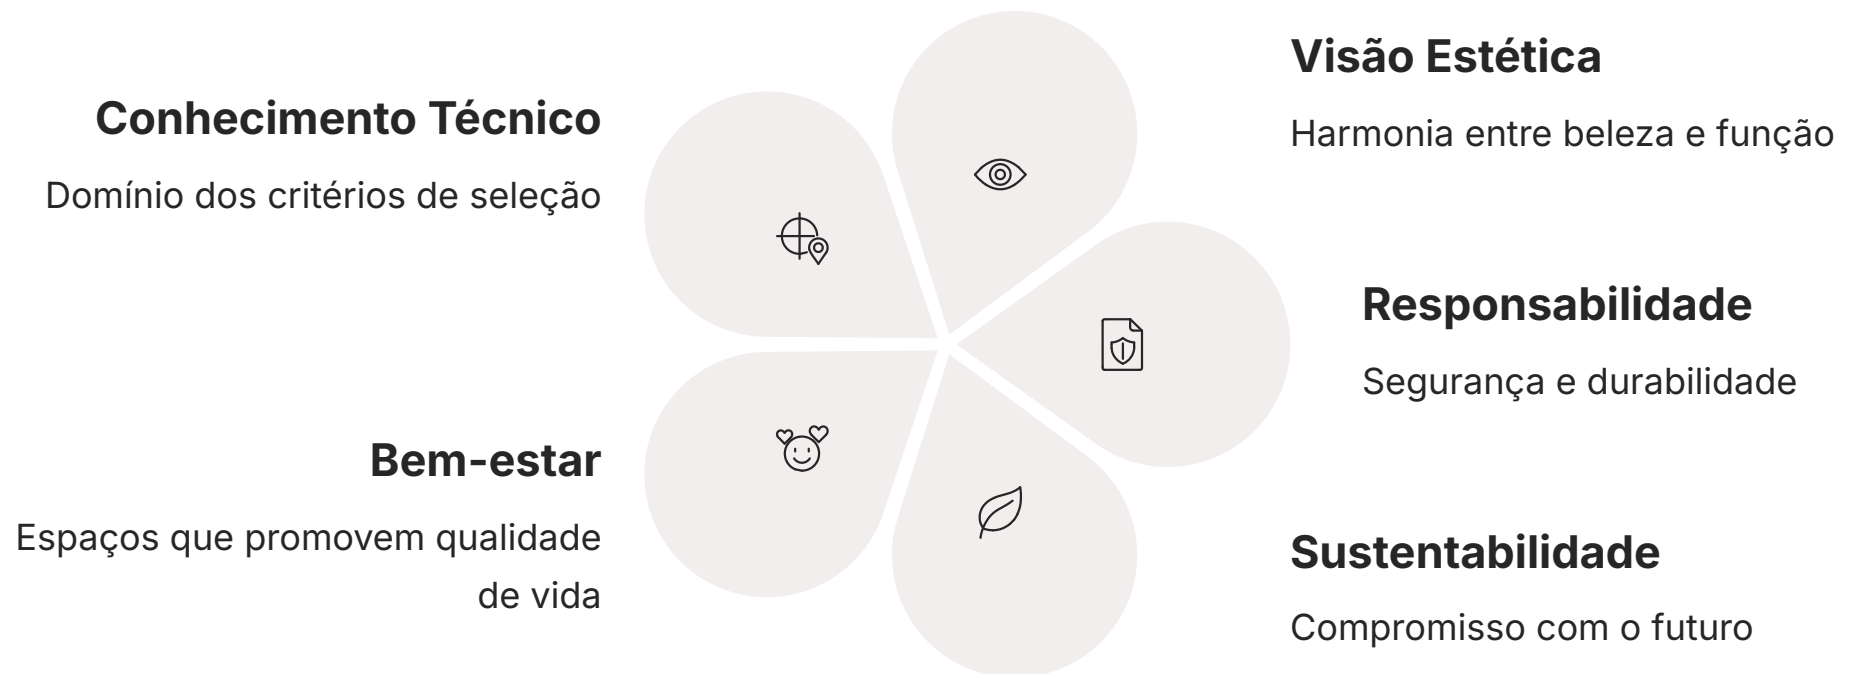 Conhecimento Técnico
Domínio dos critérios de seleção
Visão Estética
Harmonia entre beleza e função
Responsabilidade
Segurança e durabilidade
Sustentabilidade
Compromisso com o futuro
Bem-estar
Espaços que promovem qualidade
de vida